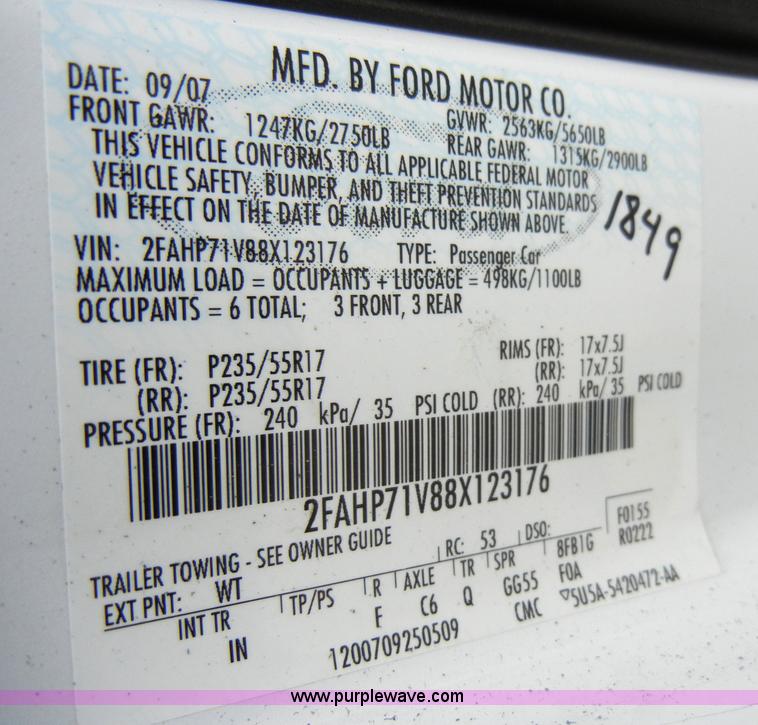 MFD. BY FORD MOTOR CO.
DATE: 09/07
GVWR: 2563KG/5650LB
FRONT GAWR: 1247KG/2750LB
REAR GAWR: 1315KG/2900LB
THIS VEHICLE CONFORMS TO ALL APPLICABLE FEDERAL MOTOR
VEHICLE SAFETY, BUMPER, AND THEFT PREVENTION STANDARDS
IN EFFECT ON THE DATE OF MANUFACTURE SHOWN ABOVE.
1849
VIN: 2FAHP71V88X123176 TYPE: Passenger Car
MAXIMUM LOAD = OCCUPANTS + LUGGAGE = 498KG/1100LB
OCCUPANTS = 6 TOTAL; 3 FRONT, 3 REAR
TIRE (FR): P235/55R17 RIMS (FR): 17x7.5J
(RR): P235/55R17 (RR): 17x7.5J
PRESSURE (FR): 240 kPa/ 35 PSI COLD (RR): 240 kPa/ 35 PSI COLD
2FAHP71V88X123176
TRAILER TOWING - SEE OWNER GUIDE
RC: 53 DSO: F0155
EXT PNT: WT R0222
INT TR TP/PS R AXLE TR SPR 8FB1G
IN F C6 Q GG55 F0A
1200709250509 CMC ▽5U5A-5420472-AA
www.purplewave.com